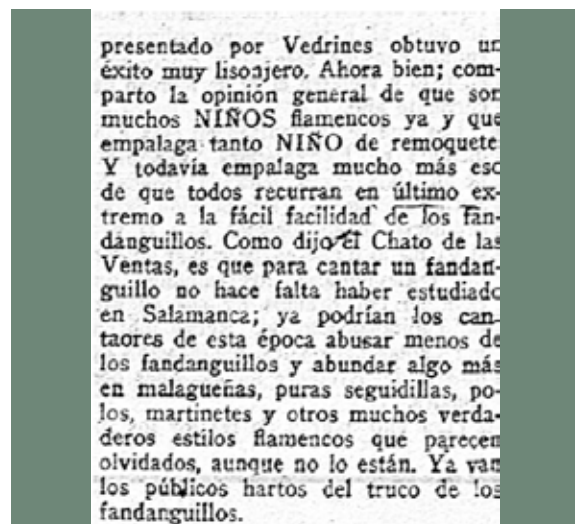 presentado por Vedrines obtuvo un
éxito muy lisonjero. Ahora bien; com-
parto la opinión general de que son
muchos NIÑOS flamencos ya y que
empalaga tanto NIÑO de remoquete
Y todavía empalaga mucho más eso
de que todos recurran en último ex-
tremo a la fácil facilidad de los fan-
danguillos. Como dijo el Chato de las
Ventas, es que para cantar un fandan-
guillo no hace falta haber estudiado
en Salamanca; ya podrían los can-
taores de esta época abusar menos de
los fandanguillos y abundar algo más
en malagueñas, puras seguidillas, po-
los, martinetes y otros muchos verda-
deros estilos flamencos que parecen
olvidados, aunque no lo están. Ya van
los públicos hartos del truco de los
fandanguillos.